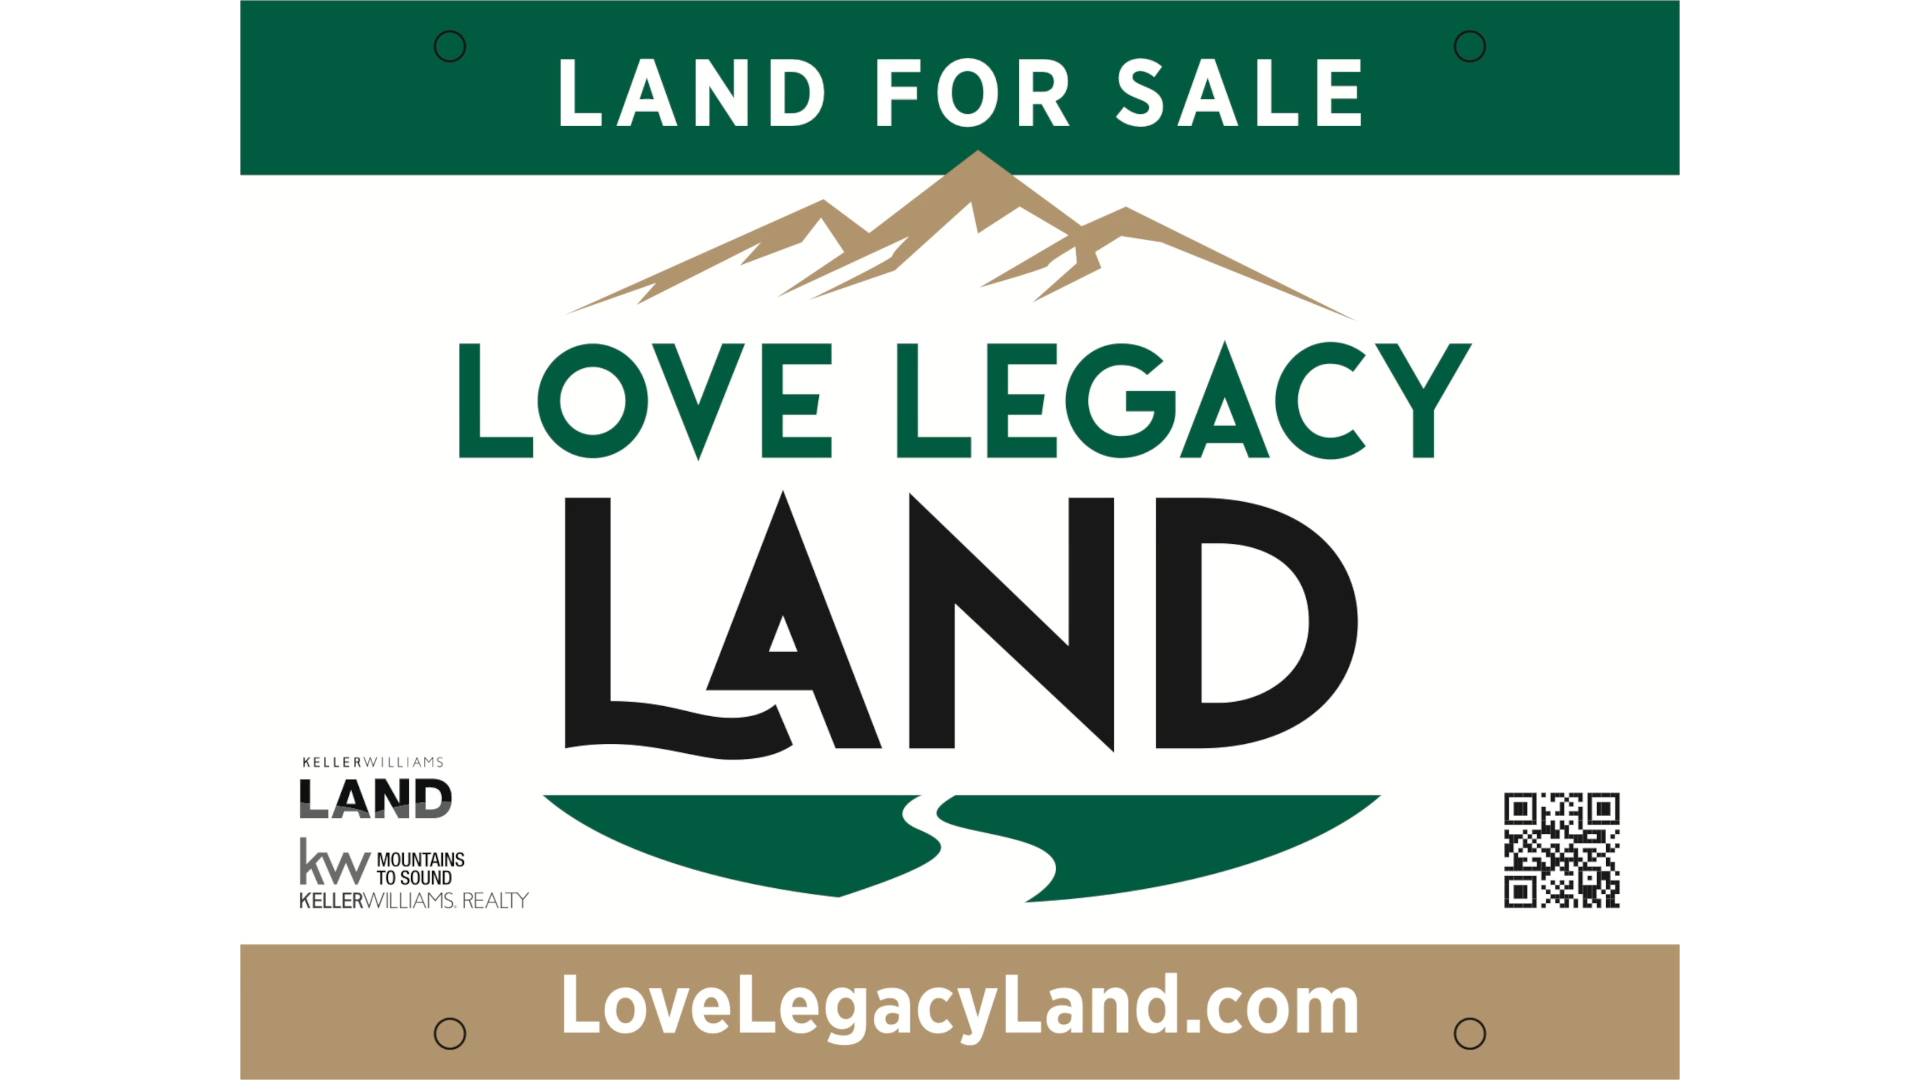 LAND FOR SALE
LOVE LEGACY
LAND
KELLERWILLIAMS
LAND
kw MOUNTAINS
TO SOUND
KELLERWILLIAMS. REALTY
LoveLegacyLand.com